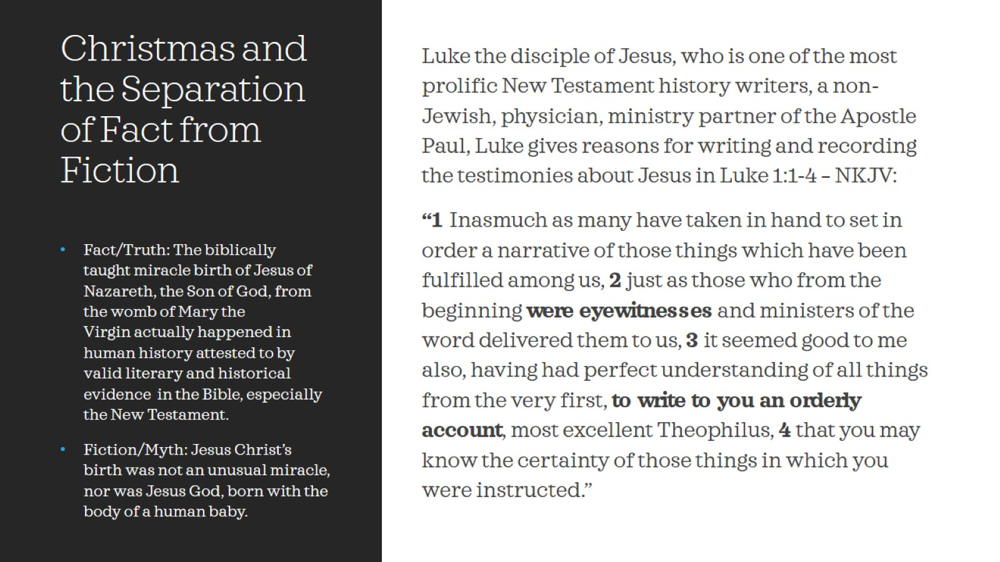 Christmas and
the Separation
of Fact from
Fiction
• Fact/Truth: The biblically
taught miracle birth of Jesus of
Nazareth, the Son of God, from
the womb of Mary the
Virgin actually happened in
human history attested to by
valid literary and historical
evidence  in the Bible, especially
the New Testament.
• Fiction/Myth: Jesus Christ’s
birth was not an unusual miracle,
nor was Jesus God, born with the
body of a human baby.
Luke the disciple of Jesus, who is one of the most
prolific New Testament history writers, a non-
Jewish, physician, ministry partner of the Apostle
Paul, Luke gives reasons for writing and recording
the testimonies about Jesus in Luke 1:1-4 – NKJV:
“1 Inasmuch as many have taken in hand to set in
order a narrative of those things which have been
fulfilled among us, 2 just as those who from the
beginning were eyewitnesses and ministers of the
word delivered them to us, 3 it seemed good to me
also, having had perfect understanding of all things
from the very first, to write to you an orderly
account, most excellent Theophilus, 4 that you may
know the certainty of those things in which you
were instructed.”